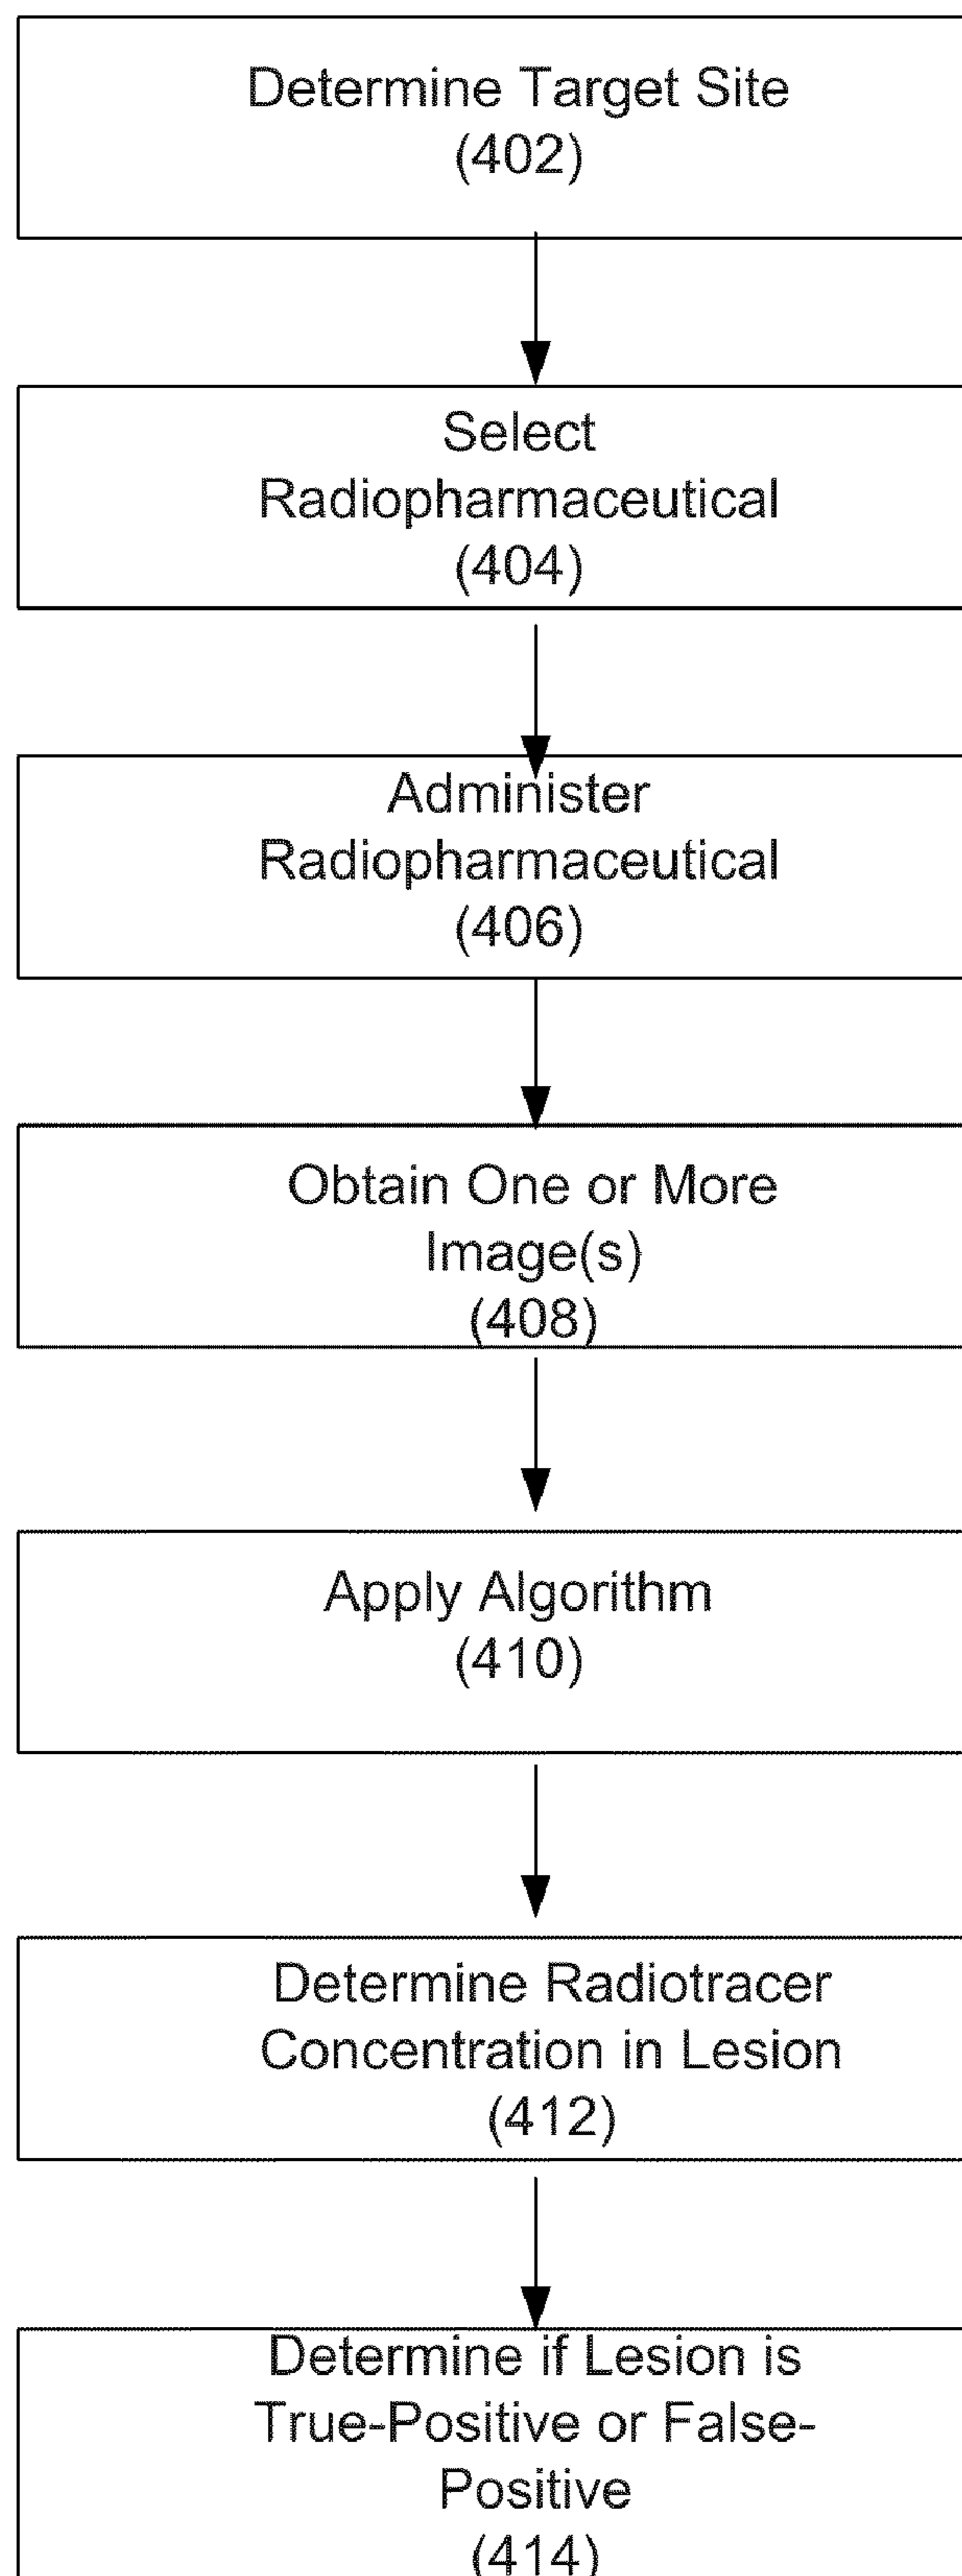 Determine Target Site
(402)
Select
Radiopharmaceutical
(404)
Administer
Radiopharmaceutical
(406)
Obtain One or More
Image(s)
(408)
Apply Algorithm
(410)
Determine Radiotracer
Concentration in Lesion
(412)
Determine if Lesion is
True-Positive or False-
Positive
(414)